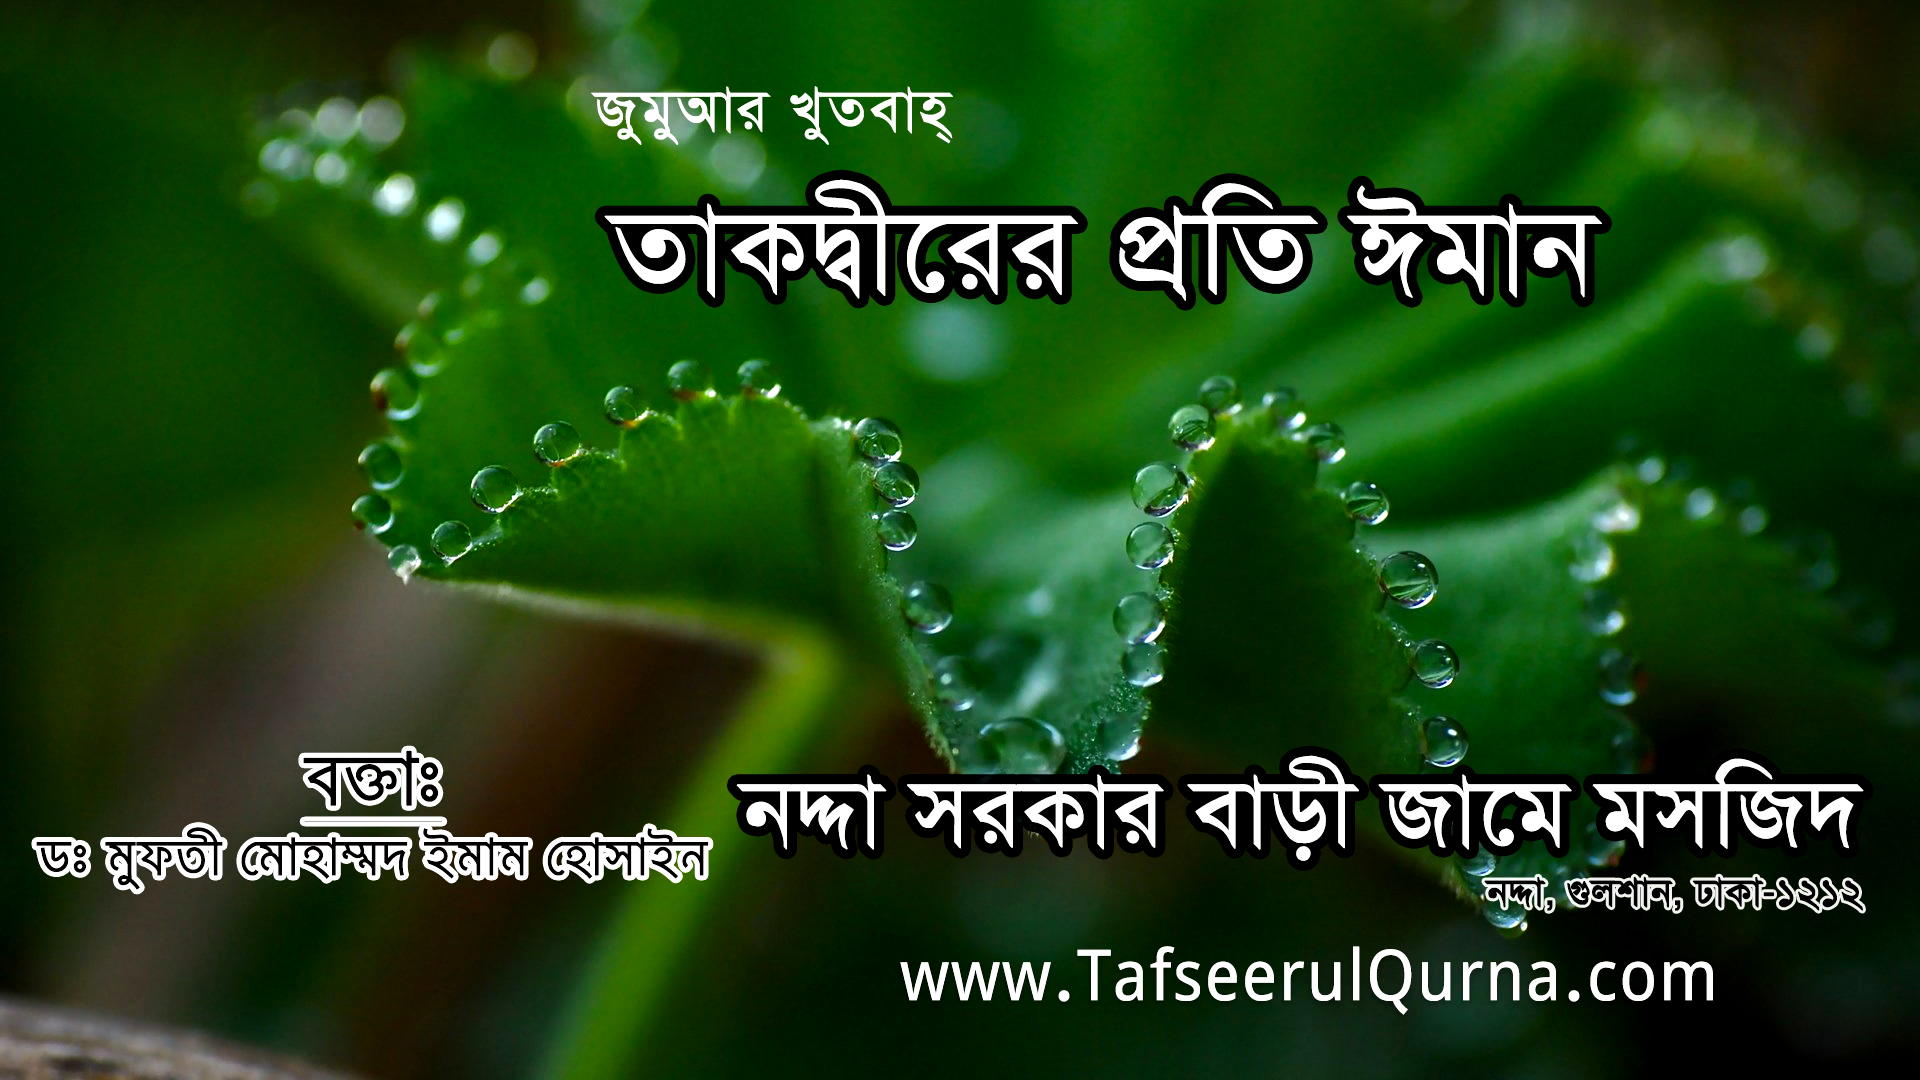 জুমুআর খুতবাহ্
তাকদ্বীরের প্রতি ঈমান
বক্তাঃ
ডঃ মুফতী মোহাম্মদ ইমাম হোসাইন
নদ্দা সরকার বাড়ী জামে মসজিদ
নদ্দা, গুলশান, ঢাকা-১২১২
www.TafseerulQurna.com